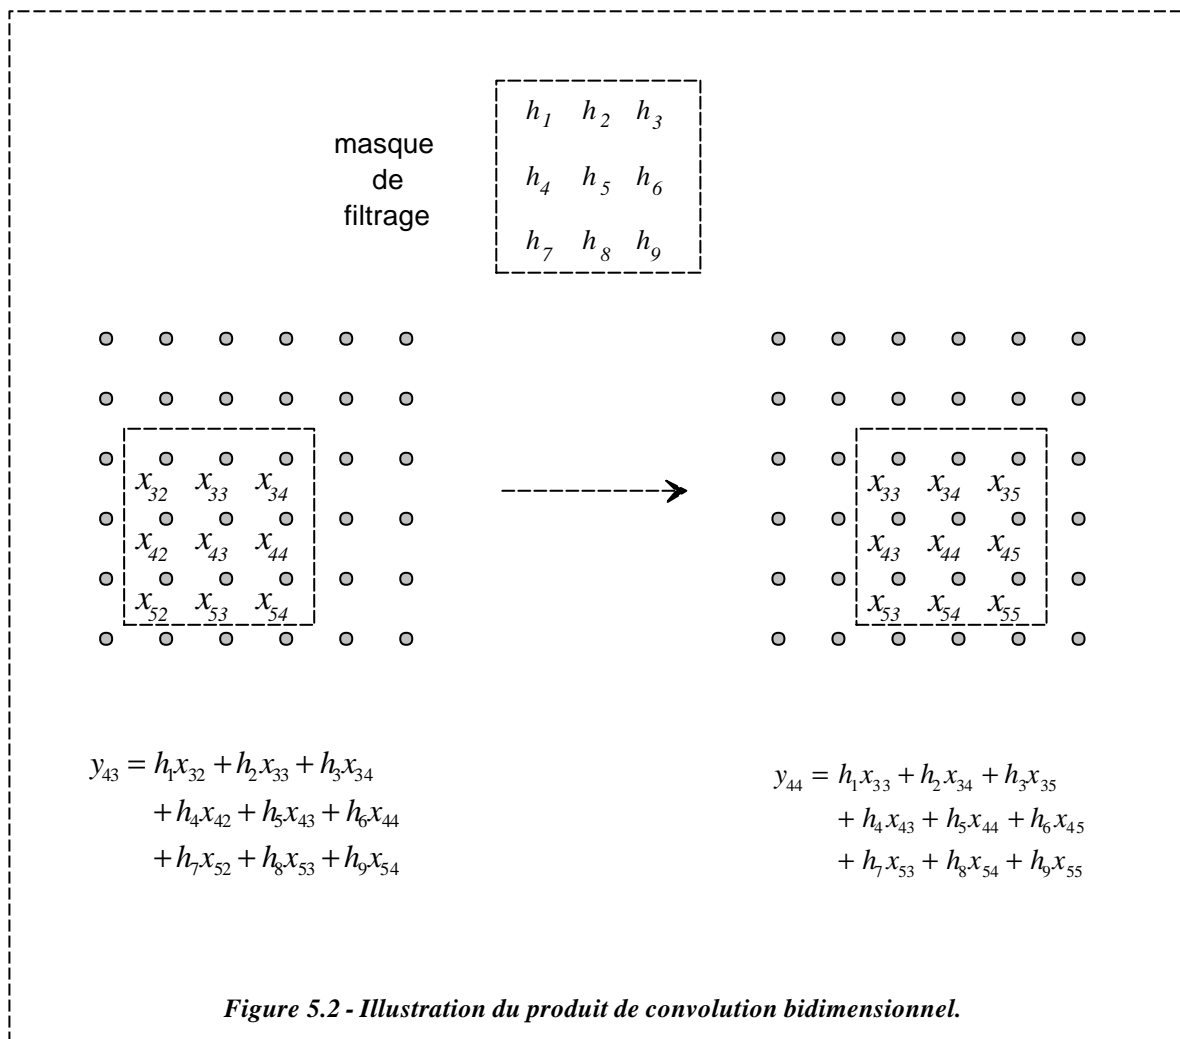 h1 h2 h3
masque
de
filtrage
h4 h5 h6
h7 h8 h9
x32 x33 x34
x42 x43 x44
x52 x53 x54
x33 x34 x35
x43 x44 x45
x53 x54 x55
y43 = h1x32 + h2x33 + h3x34
+ h4x42 + h5x43 + h6x44
+ h7x52 + h8x53 + h9x54
y44 = h1x33 + h2x34 + h3x35
+ h4x43 + h5x44 + h6x45
+ h7x53 + h8x54 + h9x55
Figure 5.2 - Illustration du produit de convolution bidimensionnel.